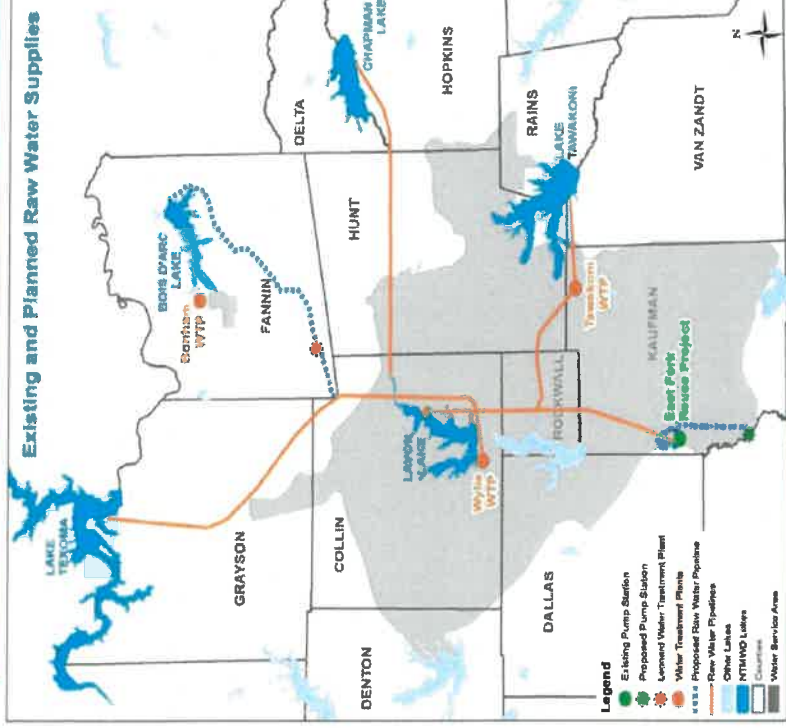 Existing and Planned Raw Water Supplies
LAKE
TEXOMA
BOIS D'ARC
LAKE
Bonham
WTP
FANNIN
DELTA
CHAPMAN
LAKE
HOPKINS
GRAYSON
HUNT
COLLIN
LAVON
LAKE
RAINS
LAKE
TAWAKONI
DENTON
Wylie
WTP
ROCKWALL
Tawakoni
WTP
VAN ZANDT
DALLAS
KAUFMAN
East Fork
Reuse Project
N
Legend
Existing Pump Station
Proposed Pump Station
Leonard Water Treatment Plant
Water Treatment Plants
Proposed Raw Water Pipeline
Raw Water Pipelines
Other Lakes
NTMWD Lakes
Counties
Water Service Area